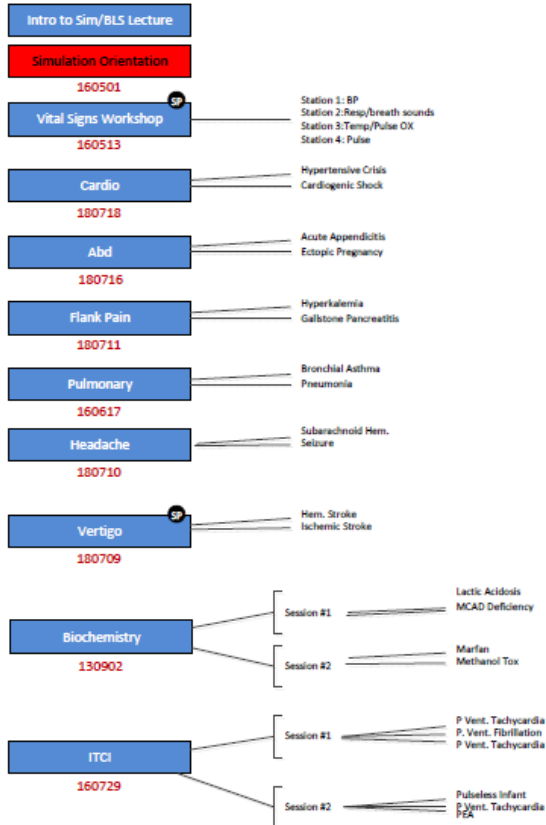 Intro to Sim/BLS Lecture
Simulation Orientation
160501
SP
Vital Signs Workshop
160513
Station 1: BP
Station 2:Resp/breath sounds
Station 3:Temp/Pulse OX
Station 4: Pulse
Cardio
180718
Hypertensive Crisis
Cardiogenic Shock
Abd
180716
Acute Appendicitis
Ectopic Pregnancy
Flank Pain
180711
Hyperkalemia
Gallstone Pancreatitis
Pulmonary
160617
Bronchial Asthma
Pneumonia
Headache
180710
Subarachnoid Hem.
Seizure
SP
Vertigo
180709
Hem. Stroke
Ischemic Stroke
Biochemistry
130902
Session #1
Lactic Acidosis
MCAD Deficiency
Session #2
Marfan
Methanol Tox
ITCI
160729
Session #1
P Vent. Tachycardia
P. Vent. Fibrillation
P Vent. Tachycardia
Session #2
Pulseless Infant
P Vent. Tachycardia
PEA